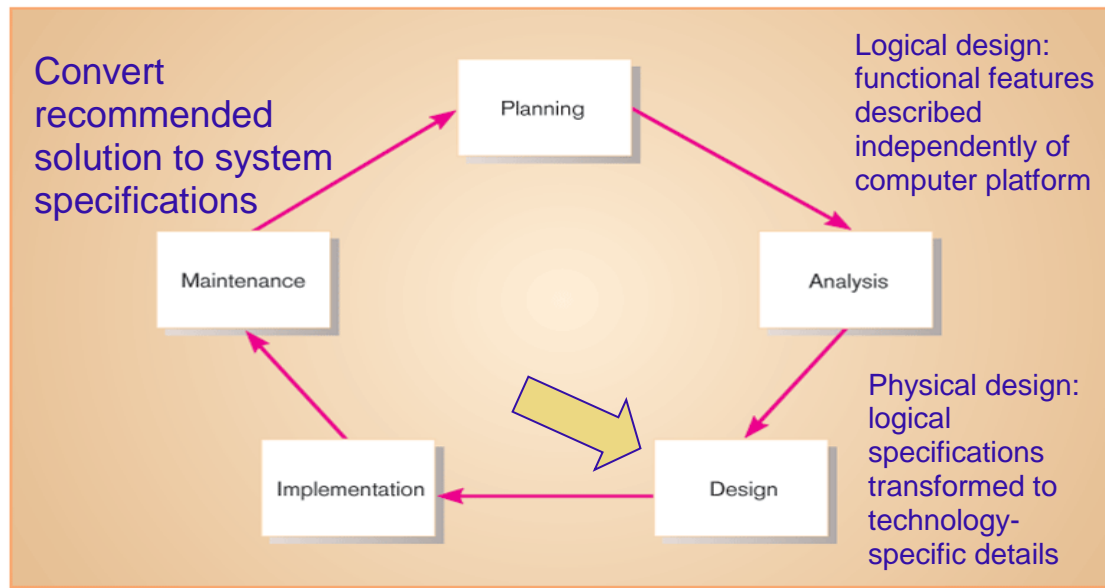 Convert
recommended
solution to system
specifications
Logical design:
functional features
described
independently of
computer platform
Planning
Maintenance
Analysis
Physical design:
logical
specifications
transformed to
technology-
specific details
Implementation
Design